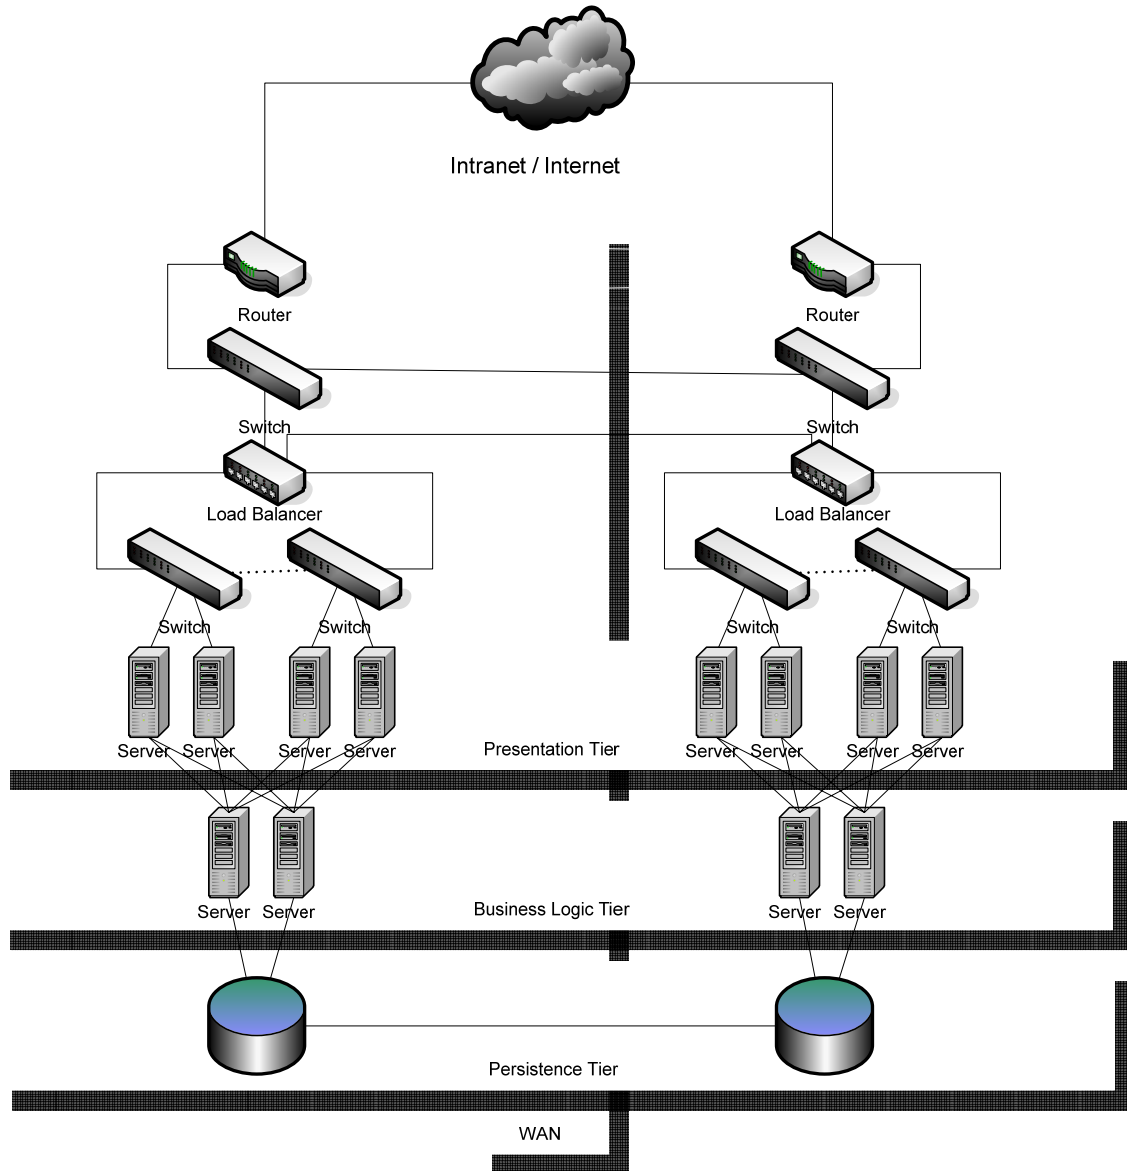 Intranet / Internet
Router
Router
Switch
Switch
Load Balancer
Load Balancer
Switch
Switch
Switch
Switch
Server
Server
Server
Server
Presentation Tier
Server
Server
Server
Server
Server
Server
Business Logic Tier
Server
Server
Persistence Tier
WAN